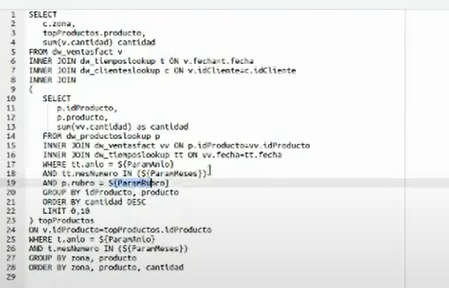 1 SELECT
2 c.zona,
3 topProductos.producto,
4 sum(v.cantidad) cantidad
5 FROM dw_ventasfact v
6 INNER JOIN dw_tiemposlookup t ON v.fecha=t.fecha
7 INNER JOIN dw_clienteslookup c ON v.idCliente=c.idCliente
8 INNER JOIN
9 (
10 SELECT
11 p.idProducto,
12 p.producto,
13 sum(vv.cantidad) as cantidad
14 FROM dw_productoslookup p
15 INNER JOIN dw_ventasfact vv ON p.idProducto=vv.idProducto
16 INNER JOIN dw_tiemposlookup tt ON vv.fecha=tt.fecha
17 WHERE tt.anio = ${ParamAnio}
18 AND tt.mesNumero IN (${ParamMeses})
19 AND p.rubro = ${ParamRubro}
20 GROUP BY idProducto, producto
21 ORDER BY cantidad DESC
22 LIMIT 0,10
23 ) topProductos
24 ON v.idProducto=topProductos.idProducto
25 WHERE t.anio = ${ParamAnio}
26 AND t.mesNumero IN (${ParamMeses})
27 GROUP BY zona, producto
28 ORDER BY zona, producto, cantidad
29